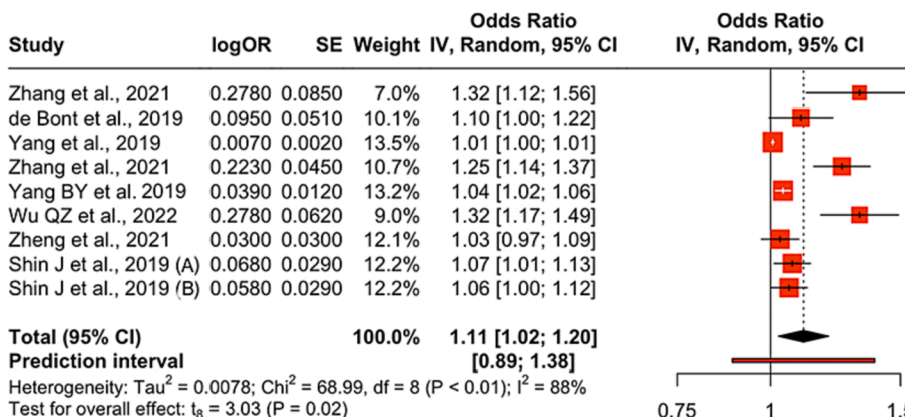 Odds Ratio Odds Ratio
Study logOR SE Weight IV, Random, 95% CI IV, Random, 95% CI
Zhang et al., 2021 0.2780 0.0850 7.0% 1.32 [1.12; 1.56]
de Bont et al., 2019 0.0950 0.0510 10.1% 1.10 [1.00; 1.22]
Yang et al., 2019 0.0070 0.0020 13.5% 1.01 [1.00; 1.01]
Zhang et al., 2021 0.2230 0.0450 10.7% 1.25 [1.14; 1.37]
Yang BY et al. 2019 0.0390 0.0120 13.2% 1.04 [1.02; 1.06]
Wu QZ et al., 2022 0.2780 0.0620 9.0% 1.32 [1.17; 1.49]
Zheng et al., 2021 0.0300 0.0300 12.1% 1.03 [0.97; 1.09]
Shin J et al., 2019 (A) 0.0680 0.0290 12.2% 1.07 [1.01; 1.13]
Shin J et al., 2019 (B) 0.0580 0.0290 12.2% 1.06 [1.00; 1.12]
Total (95% CI) 100.0% 1.11 [1.02; 1.20]
Prediction interval [0.89; 1.38]
Heterogeneity: Tau² = 0.0078; Chi² = 68.99, df = 8 (P < 0.01); I² = 88%
Test for overall effect: t₈ = 3.03 (P = 0.02) 0.75 1